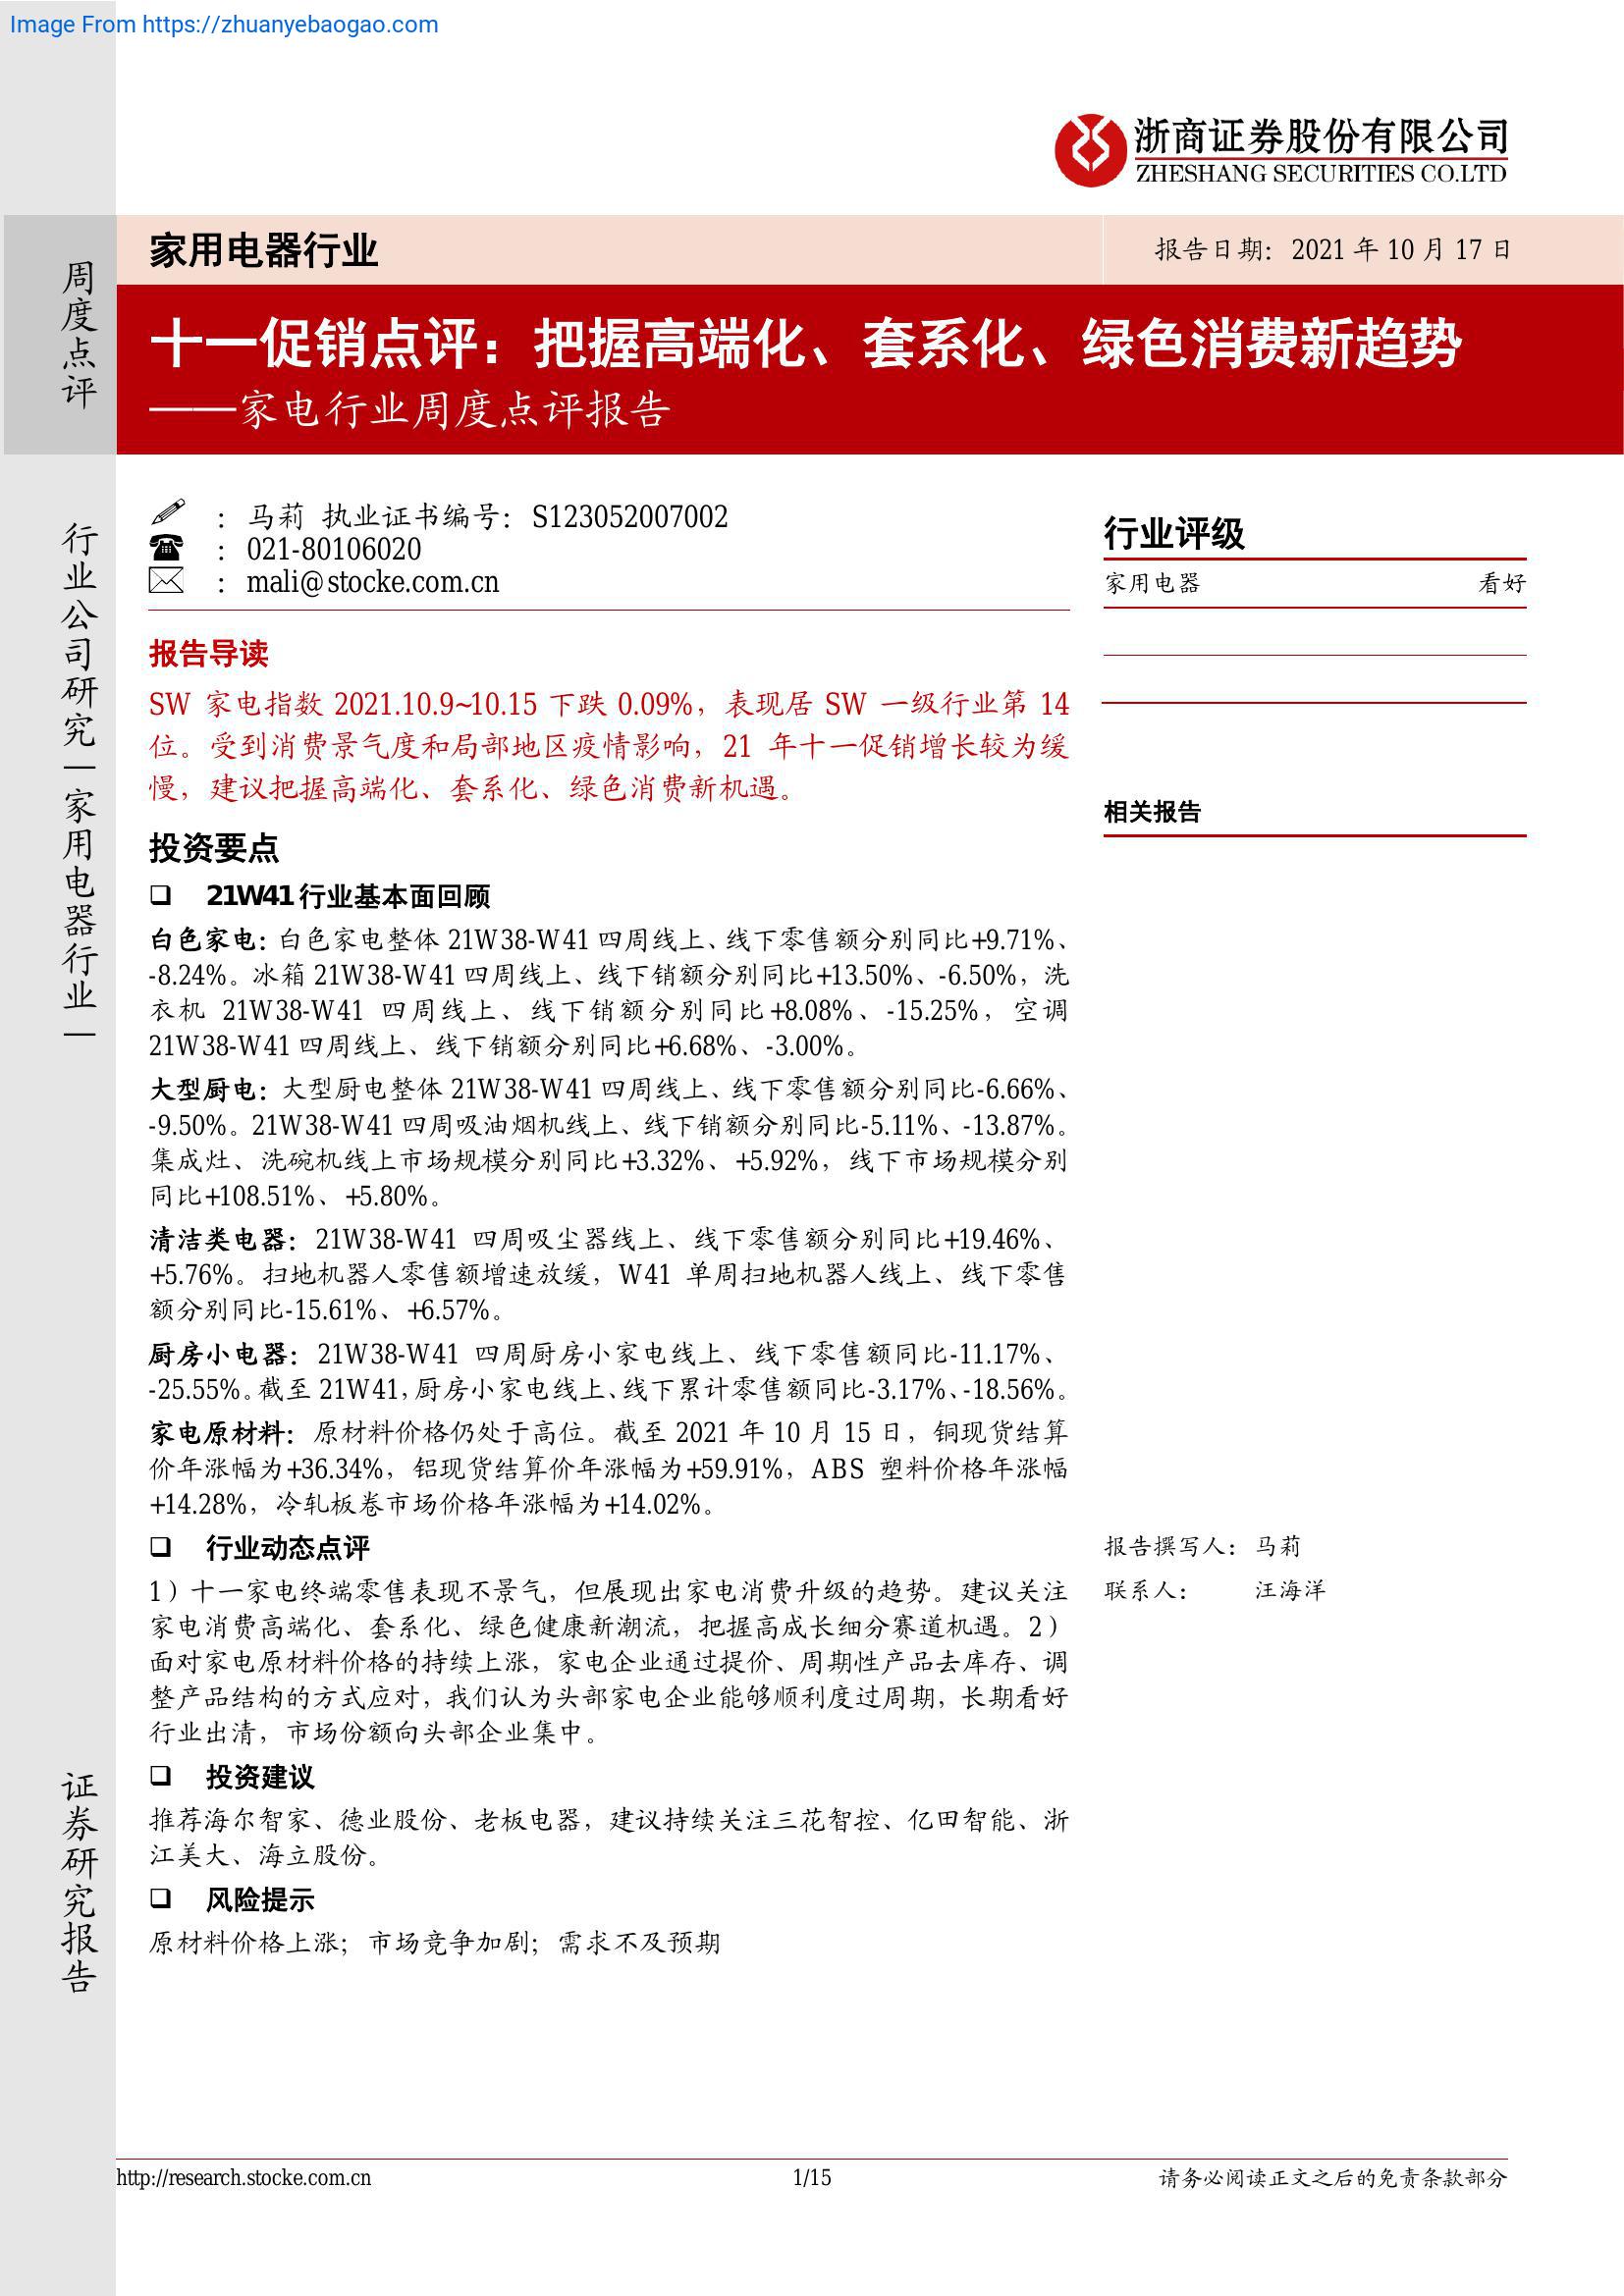 Image From https://zhuanyebaogao.com
浙商证券股份有限公司
ZHESHANG SECURITIES CO.LTD
周度点评
家用电器行业
报告日期：2021 年 10 月 17 日
十一促销点评：把握高端化、套系化、绿色消费新趋势
——家电行业周度点评报告
行业公司研究｜家用电器行业｜
证券研究报告
：马莉 执业证书编号：S123052007002
：021-80106020
：mali@stocke.com.cn
报告导读
SW 家电指数 2021.10.9~10.15 下跌 0.09%，表现居 SW 一级行业第 14
位。受到消费景气度和局部地区疫情影响，21 年十一促销增长较为缓
慢，建议把握高端化、套系化、绿色消费新机遇。
投资要点
❑ 21W41 行业基本面回顾
白色家电：白色家电整体 21W38-W41 四周线上、线下零售额分别同比+9.71%、
-8.24%。冰箱 21W38-W41 四周线上、线下销额分别同比+13.50%、-6.50%，洗
衣机 21W38-W41 四周线上、线下销额分别同比+8.08%、-15.25%，空调
21W38-W41 四周线上、线下销额分别同比+6.68%、-3.00%。
大型厨电：大型厨电整体 21W38-W41 四周线上、线下零售额分别同比-6.66%、
-9.50%。21W38-W41 四周吸油烟机线上、线下销额分别同比-5.11%、-13.87%。
集成灶、洗碗机线上市场规模分别同比+3.32%、+5.92%，线下市场规模分别
同比+108.51%、+5.80%。
清洁类电器：21W38-W41 四周吸尘器线上、线下零售额分别同比+19.46%、
+5.76%。扫地机器人零售额增速放缓，W41 单周扫地机器人线上、线下零售
额分别同比-15.61%、+6.57%。
厨房小电器：21W38-W41 四周厨房小家电线上、线下零售额同比-11.17%、
-25.55%。截至 21W41，厨房小家电线上、线下累计零售额同比-3.17%、-18.56%。
家电原材料：原材料价格仍处于高位。截至 2021 年 10 月 15 日，铜现货结算
价年涨幅为+36.34%，铝现货结算价年涨幅为+59.91%，ABS 塑料价格年涨幅
+14.28%，冷轧板卷市场价格年涨幅为+14.02%。
❑ 行业动态点评
1）十一家电终端零售表现不景气，但展现出家电消费升级的趋势。建议关注
家电消费高端化、套系化、绿色健康新潮流，把握高成长细分赛道机遇。2）
面对家电原材料价格的持续上涨，家电企业通过提价、周期性产品去库存、调
整产品结构的方式应对，我们认为头部家电企业能够顺利度过周期，长期看好
行业出清，市场份额向头部企业集中。
❑ 投资建议
推荐海尔智家、德业股份、老板电器，建议持续关注三花智控、亿田智能、浙
江美大、海立股份。
❑ 风险提示
原材料价格上涨；市场竞争加剧；需求不及预期
行业评级
家用电器 看好
相关报告
报告撰写人：马莉
联系人： 汪海洋
http://research.stocke.com.cn
1/15
请务必阅读正文之后的免责条款部分